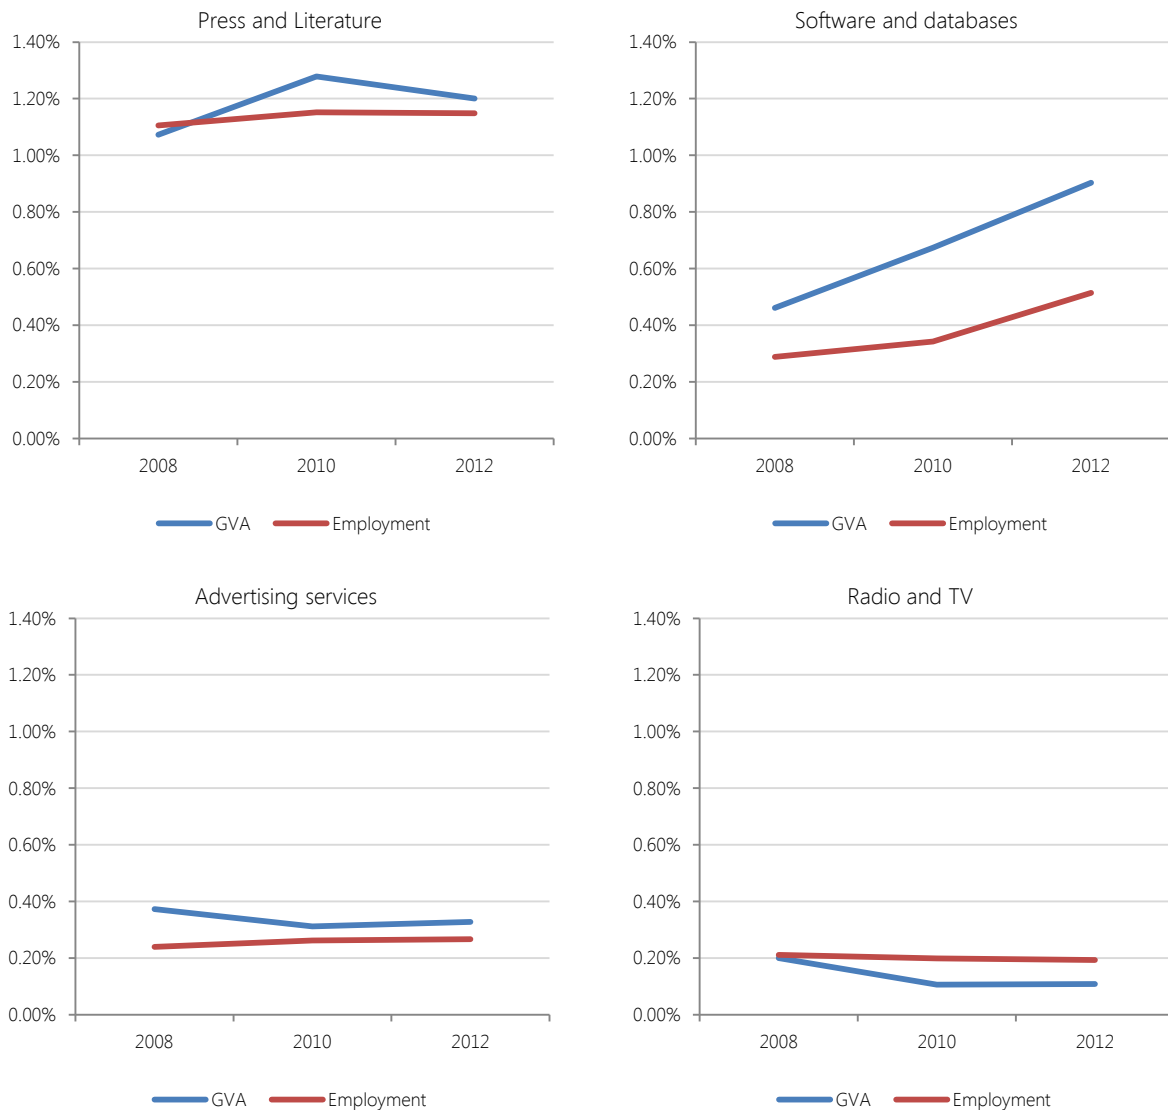 Press and Literature
1.40%
1.20%
1.00%
0.80%
0.60%
0.40%
0.20%
0.00%
2008 2010 2012
GVA Employment
Software and databases
1.40%
1.20%
1.00%
0.80%
0.60%
0.40%
0.20%
0.00%
2008 2010 2012
GVA Employment
Advertising services
1.40%
1.20%
1.00%
0.80%
0.60%
0.40%
0.20%
0.00%
2008 2010 2012
GVA Employment
Radio and TV
1.40%
1.20%
1.00%
0.80%
0.60%
0.40%
0.20%
0.00%
2008 2010 2012
GVA Employment